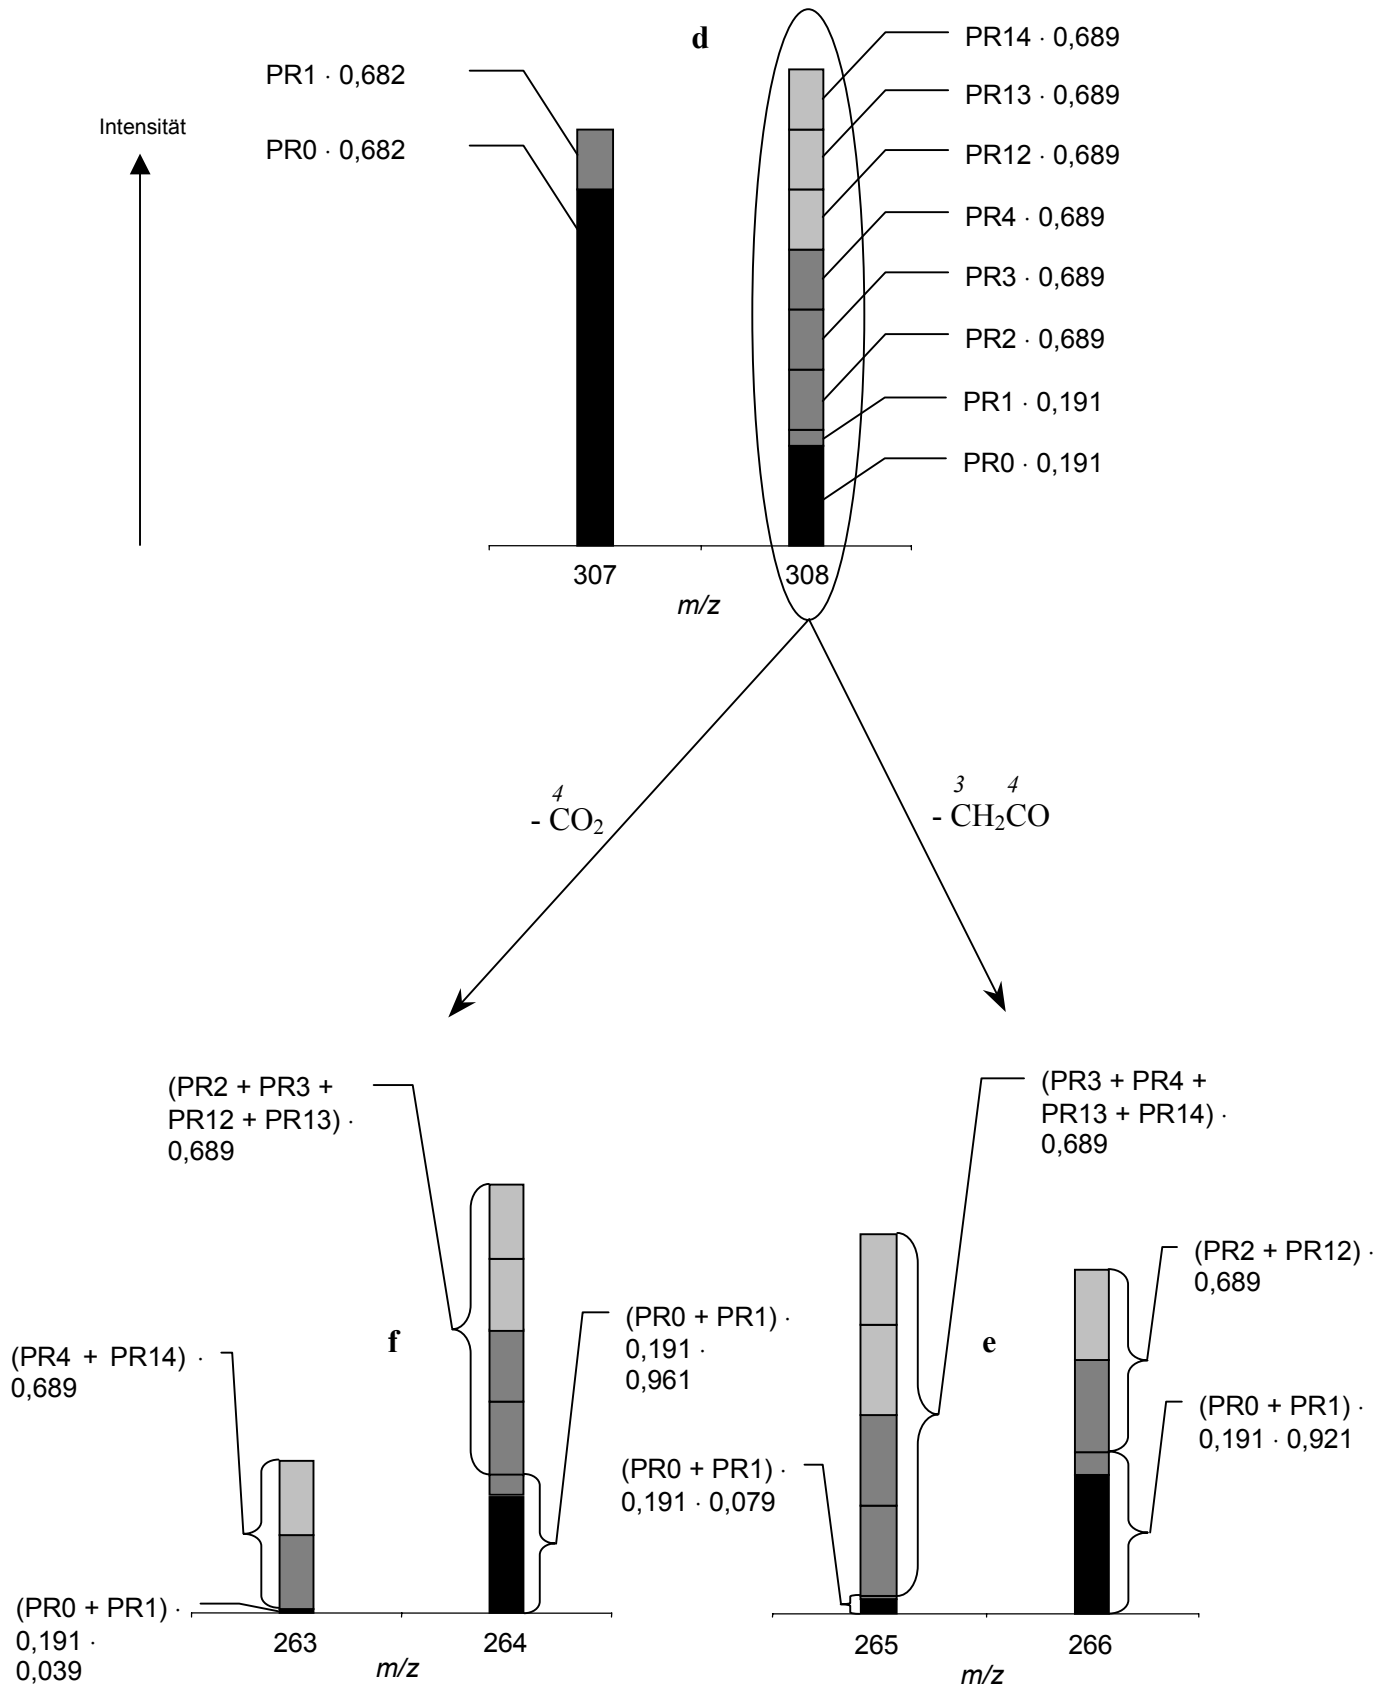 d
Intensität
PR1 · 0,682
PR0 · 0,682
PR14 · 0,689
PR13 · 0,689
PR12 · 0,689
PR4 · 0,689
PR3 · 0,689
PR2 · 0,689
PR1 · 0,191
PR0 · 0,191
307
308
m/z
4
- CO₂
3 4
- CH₂CO
(PR2 + PR3 +
PR12 + PR13) ·
0,689
(PR3 + PR4 +
PR13 + PR14) ·
0,689
f
(PR4 + PR14) ·
0,689
(PR0 + PR1) ·
0,191 ·
0,961
(PR0 + PR1) ·
0,191 ·
0,039
263
264
m/z
e
(PR2 + PR12) ·
0,689
(PR0 + PR1) ·
0,191 · 0,921
(PR0 + PR1) ·
0,191 · 0,079
265
266
m/z